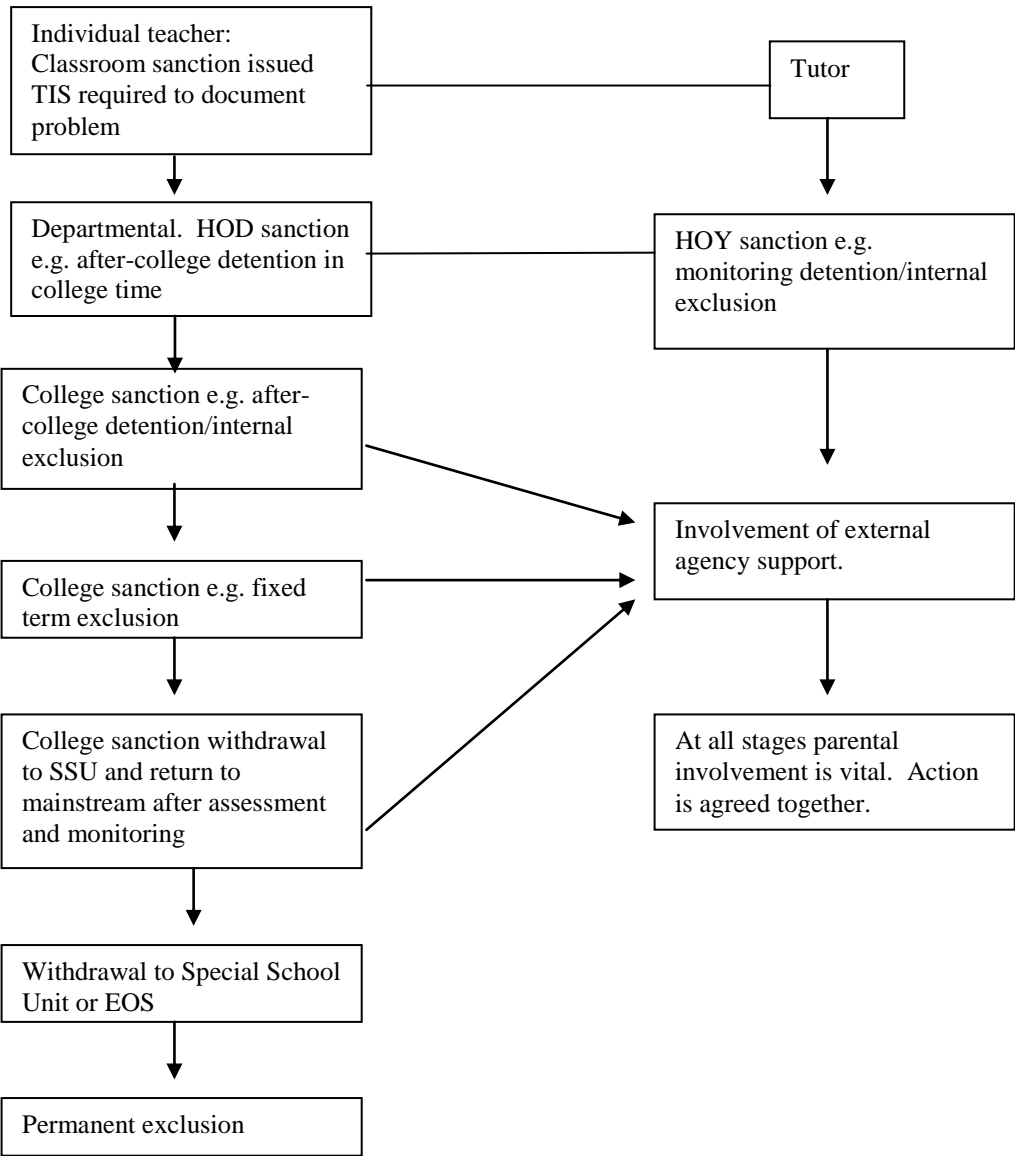 Individual teacher:
Classroom sanction issued
TIS required to document
problem
Tutor
Departmental.  HOD sanction
e.g. after-college detention in
college time
HOY sanction e.g.
monitoring detention/internal
exclusion
College sanction e.g. after-
college detention/internal
exclusion
Involvement of external
agency support.
College sanction e.g. fixed
term exclusion
College sanction withdrawal
to SSU and return to
mainstream after assessment
and monitoring
At all stages parental
involvement is vital.  Action
is agreed together.
Withdrawal to Special School
Unit or EOS
Permanent exclusion